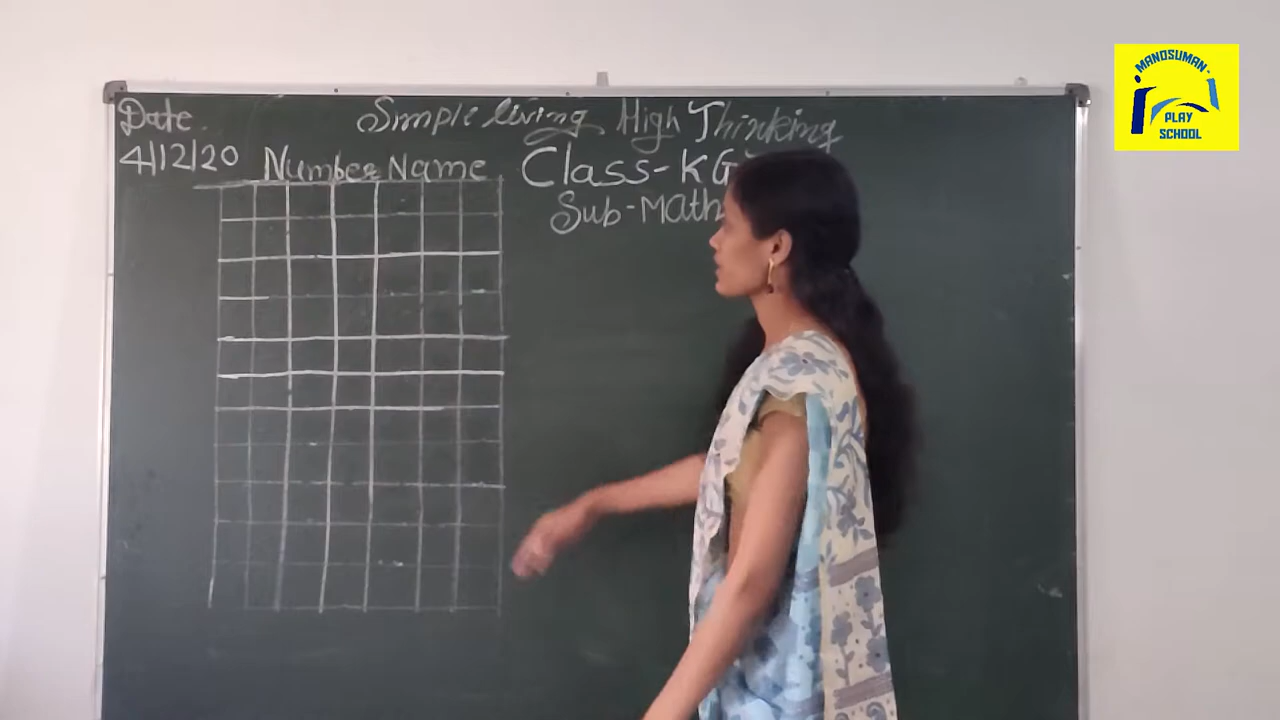 Simple living High Thinking
Date.
4/12/20
Number Name
Class-KG
Sub-Math
MANOSUMAN
PLAY
SCHOOL